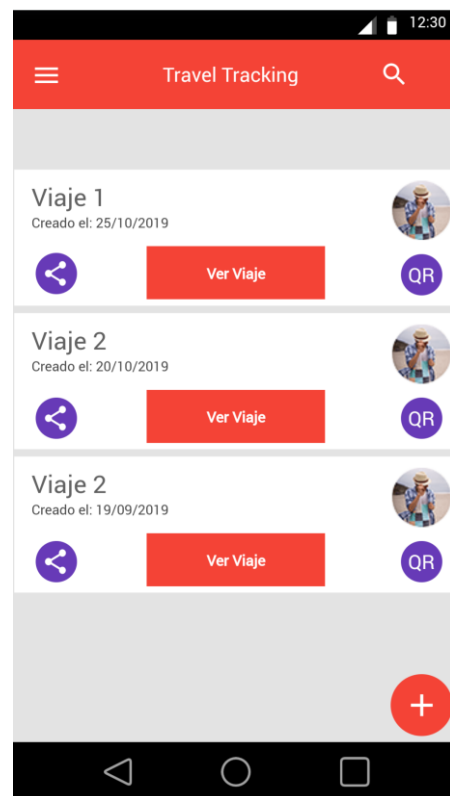 12:30
Travel Tracking
Viaje 1
Creado el: 25/10/2019
Ver Viaje
QR
Viaje 2
Creado el: 20/10/2019
Ver Viaje
QR
Viaje 2
Creado el: 19/09/2019
Ver Viaje
QR